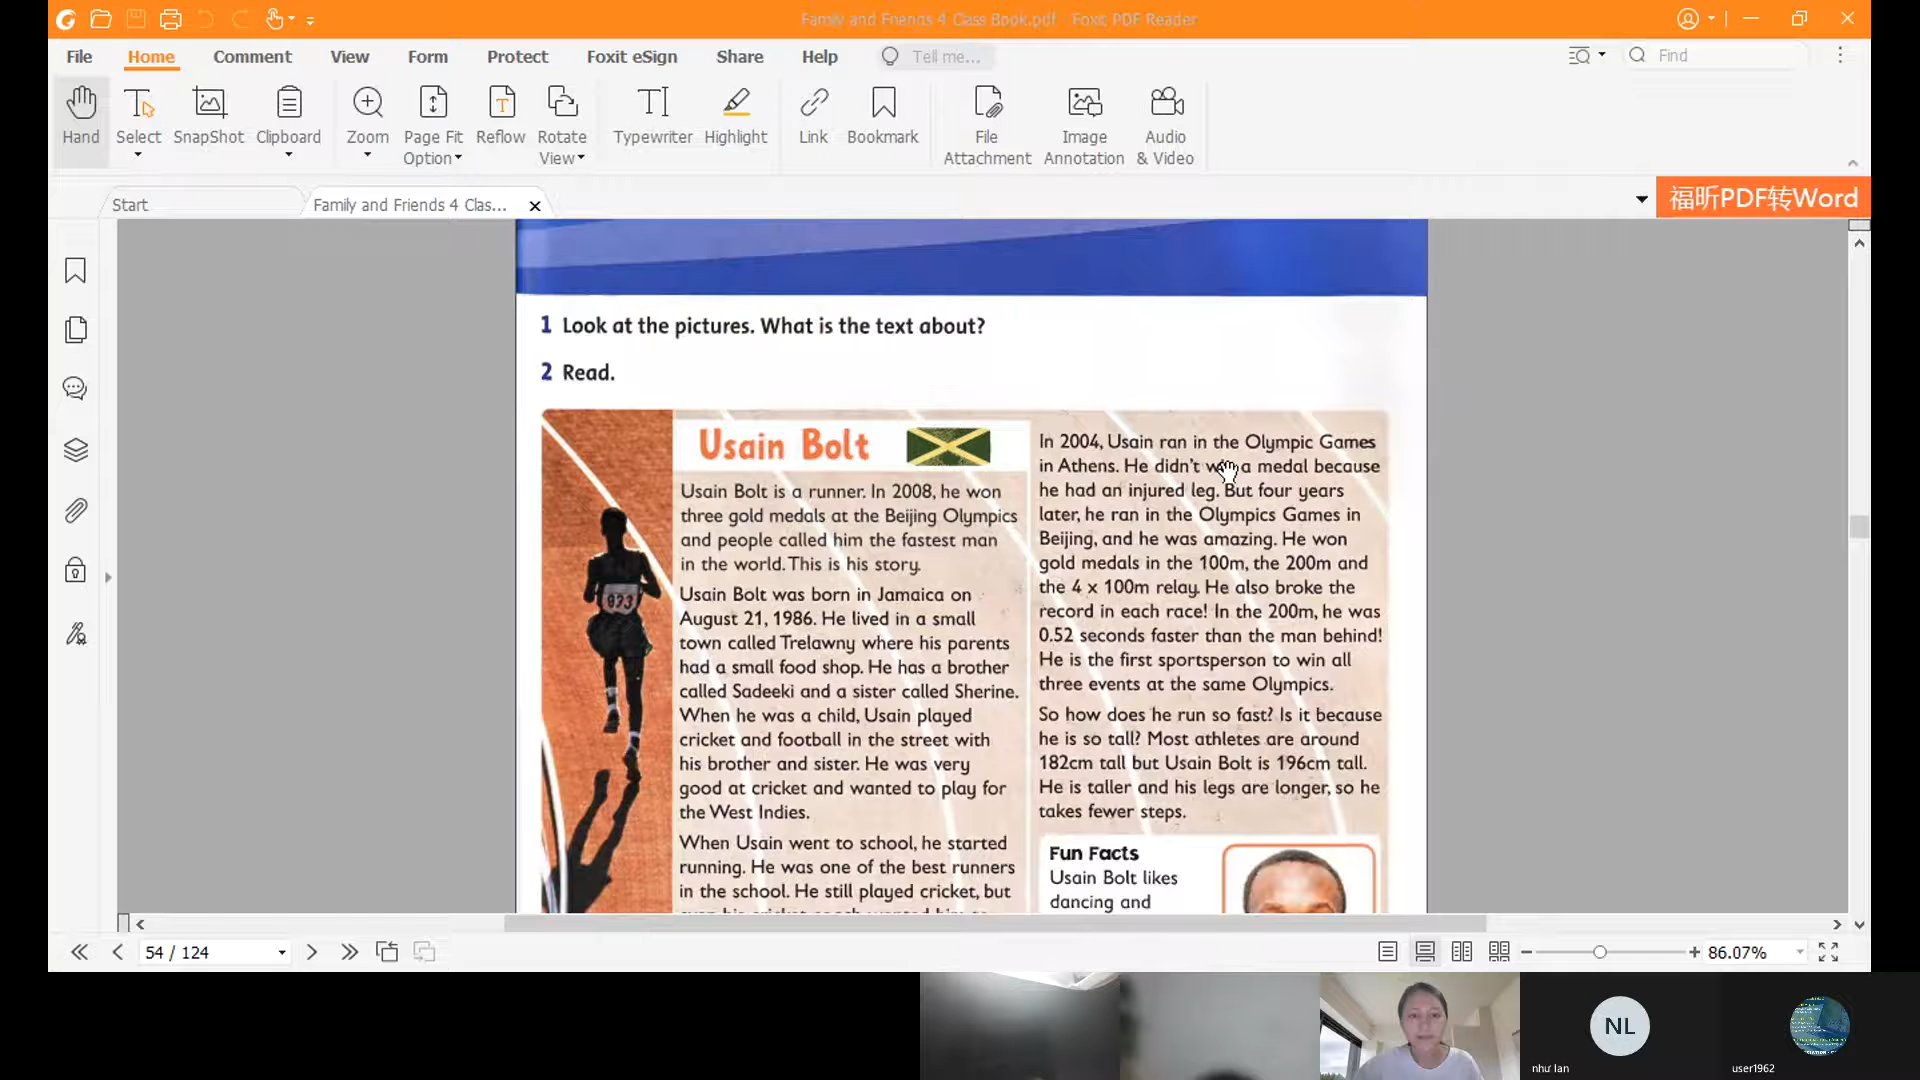 Family and Friends 4 Class Book.pdf - Foxit PDF Reader
File Home Comment View Form Protect Foxit eSign Share Help Tell me... Find
Hand Select SnapShot Clipboard Zoom Page Fit Option Reflow Rotate View Typewriter Highlight Link Bookmark File Attachment Image Annotation Audio & Video
Start Family and Friends 4 Clas... 福昕PDF转Word
1 Look at the pictures. What is the text about?
2 Read.
Usain Bolt
Usain Bolt is a runner. In 2008, he won
three gold medals at the Beijing Olympics
and people called him the fastest man
in the world. This is his story.
Usain Bolt was born in Jamaica on
August 21, 1986. He lived in a small
town called Trelawny where his parents
had a small food shop. He has a brother
called Sadeeki and a sister called Sherine.
When he was a child, Usain played
cricket and football in the street with
his brother and sister. He was very
good at cricket and wanted to play for
the West Indies.
When Usain went to school, he started
running. He was one of the best runners
in the school. He still played cricket, but
873
In 2004, Usain ran in the Olympic Games
in Athens. He didn't win a medal because
he had an injured leg. But four years
later, he ran in the Olympics Games in
Beijing, and he was amazing. He won
gold medals in the 100m, the 200m and
the 4 x 100m relay. He also broke the
record in each race! In the 200m, he was
0.52 seconds faster than the man behind!
He is the first sportsperson to win all
three events at the same Olympics.
So how does he run so fast? Is it because
he is so tall? Most athletes are around
182cm tall but Usain Bolt is 196cm tall.
He is taller and his legs are longer, so he
takes fewer steps.
Fun Facts
Usain Bolt likes
dancing and
54 / 124 86.07%
NL
như lan user1962